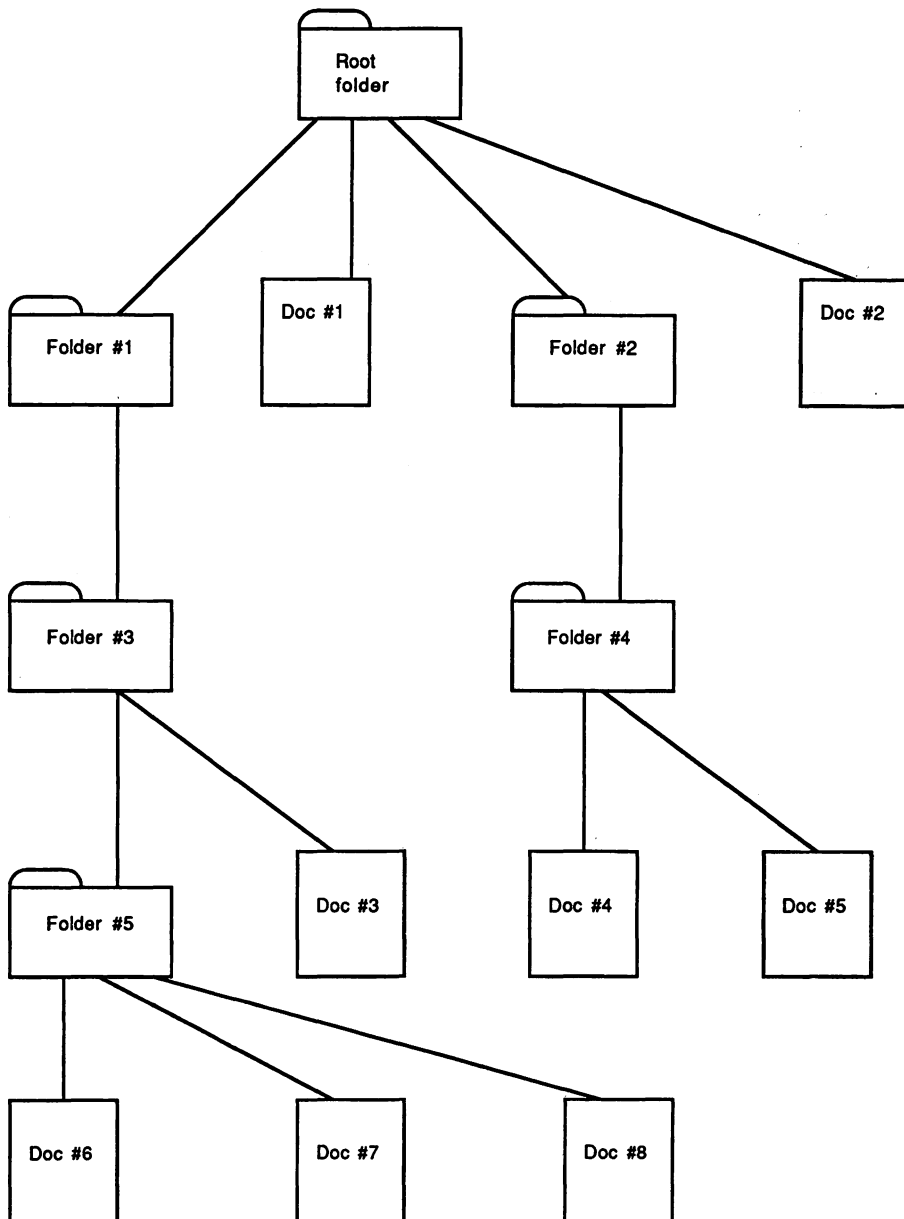 Root
folder
Doc #1
Doc #2
Folder #1
Folder #2
Folder #3
Folder #4
Doc #3
Doc #4
Doc #5
Folder #5
Doc #6
Doc #7
Doc #8